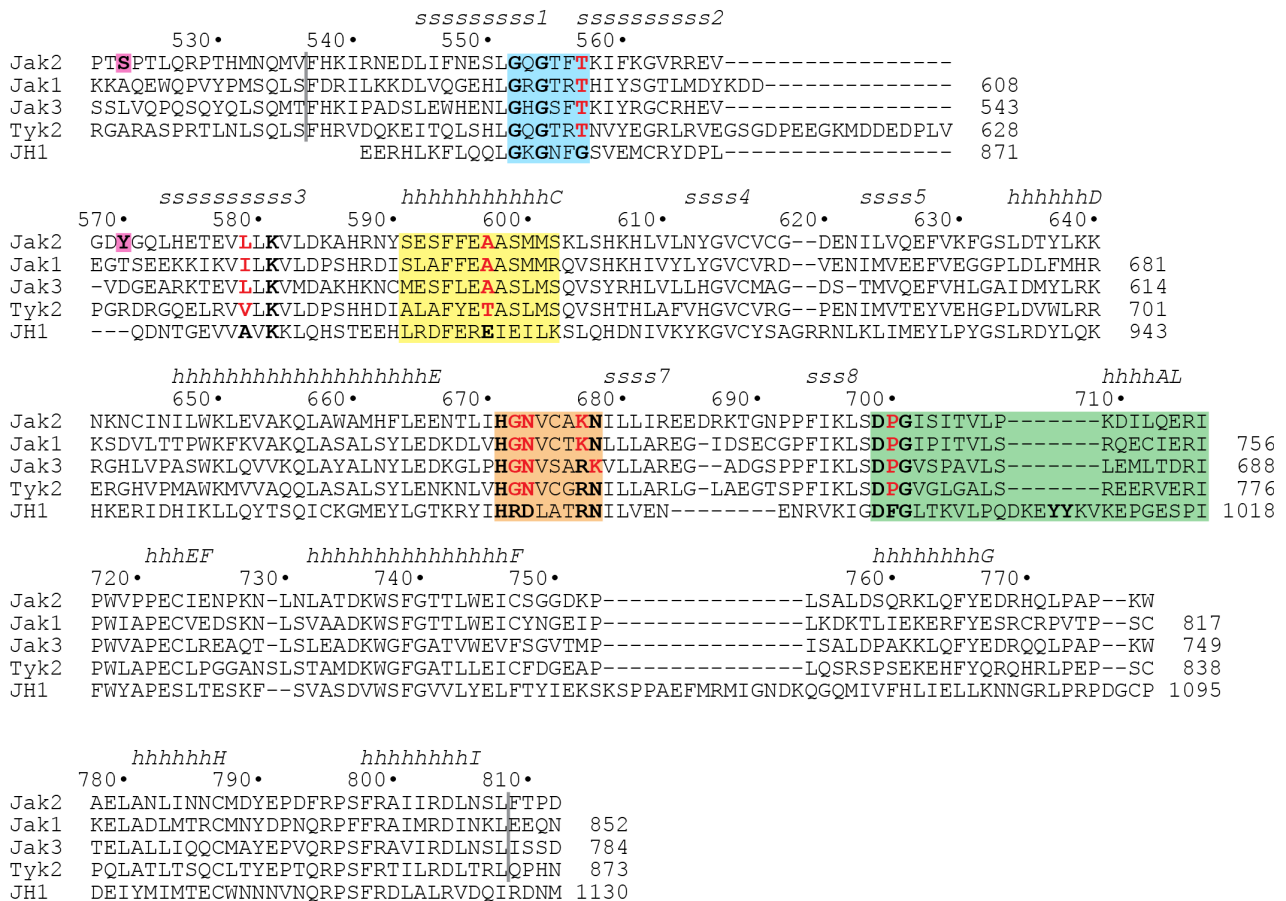 sssssssss1 ssssssssss2
530• 540• 550• 560•
Jak2 PTSPTLQRPTHMNQMVFHKIRNEDLIFNESLGQGTFTKIFKGVRREV-----------------
Jak1 KKAQEWQPVYPMSQLSFDRILKKDLVQGEHLGRGTRTHIYSGTLMDYKDD-------------- 608
Jak3 SSLVQPQSQYQLSQMTFHKIPADSLEWHENLGHGSFTKIYRGCRHEV----------------- 543
Tyk2 RGARASPRTLNLSQLSFHRVDQKEITQLSHLGQGTRTNVYEGRLRVEGSGDPEEGKMDDEDPLV 628
JH1 EERHLKFLQQLGKGNFGSVEMCRYDPL----------------- 871
ssssssssss3 hhhhhhhhhhhC ssss4 ssss5 hhhhhhD
570• 580• 590• 600• 610• 620• 630• 640•
Jak2 GDYGQLHETEVLLKVLDKAHRNYSESFFEAASMMSKLSHKHLVLNYGVCVCG--DENILVQEFVKFGSLDTYLKK
Jak1 EGTSEEKKIKVILKVLDPSHRDISLAFFEAASMMRQVSHKHIVYLYGVCVRD--VENIMVEEFVEGGPLDLFMHR 681
Jak3 -VDGEARKTEVLLKVMDAKHKNCMESFLEAASLMSQVSYRHLVLLHGVCMAG--DS-TMVQEFVHLGAIDMYLRK 614
Tyk2 PGRDRGQELRVVLKVLDPSHHDIALAFYETASLMSQVSHTHLAFVHGVCVRG--PENIMVTEYVEHGPLDVWLRR 701
JH1 ---QDNTGEVVAVKKLQHSTEEHLRDFEREIEILKSLQHDNIVKYKGVCYSAGRRNLKLIMEYLPYGSLRDYLQK 943
hhhhhhhhhhhhhhhhhhhE ssss7 sss8 hhhhAL
650• 660• 670• 680• 690• 700• 710•
Jak2 NKNCINILWKLEVAKQLAWAMHFLEENTLIHGNVCAKNILLIREEDRKTGNPPFIKLSDPGISITVLP-------KDILQERI
Jak1 KSDVLTTPWKFKVAKQLASALSYLEDKDLVHGNVCTKNLLLAREG-IDSECGPFIKLSDPGIPITVLS-------RQECIERI 756
Jak3 RGHLVPASWKLQVVKQLAYALNYLEDKGLPHGNVSARKVLLAREG--ADGSPPFIKLSDPGVSPAVLS-------LEMLTDRI 688
Tyk2 ERGHVPMAWKMVVAQQLASALSYLENKNLVHGNVCGRNILLARLG-LAEGTSPFIKLSDPGVGLGALS-------REERVERI 776
JH1 HKERIDHIKLLQYTSQICKGMEYLGTKRYIHRDLATRNILVEN--------ENRVKIGDFGLTKVLPQDKEYYKVKEPGESPI 1018
hhhEF hhhhhhhhhhhhhhhF hhhhhhhhG
720• 730• 740• 750• 760• 770•
Jak2 PWVPPECIENPKN-LNLATDKWSFGTTLWEICSGGDKP---------------LSALDSQRKLQFYEDRHQLPAP--KW
Jak1 PWIAPECVEDSKN-LSVAADKWSFGTTLWEICYNGEIP---------------LKDKTLIEKERFYESRCRPVTP--SC 817
Jak3 PWVAPECLREAQT-LSLEADKWGFGATVWEVFSGVTMP---------------ISALDPAKKLQFYEDRQQLPAP--KW 749
Tyk2 PWLAPECLPGGANSLSTAMDKWGFGATLLEICFDGEAP---------------LQSRSPSEKEHFYQRQHRLPEP--SC 838
JH1 FWYAPESLTESKF--SVASDVWSFGVVLYELFTYIEKSKSPPAEFMRMIGNDKQGQMIVFHLIELLKNNGRLPRPDGCP 1095
hhhhhhH hhhhhhhhI
780• 790• 800• 810•
Jak2 AELANLINNCMDYEPDFRPSFRAIIRDLNSLFTPD
Jak1 KELADLMTRCMNYDPNQRPFFRAIMRDINKLEEQN 852
Jak3 TELALLIQQCMAYEPVQRPSFRAVIRDLNSLISSD 784
Tyk2 PQLATLTSQCLTYEPTQRPSFRTILRDLTRLQPHN 873
JH1 DEIYMIMTECWNNNVNQRPSFRDLALRVDQIRDNM 1130